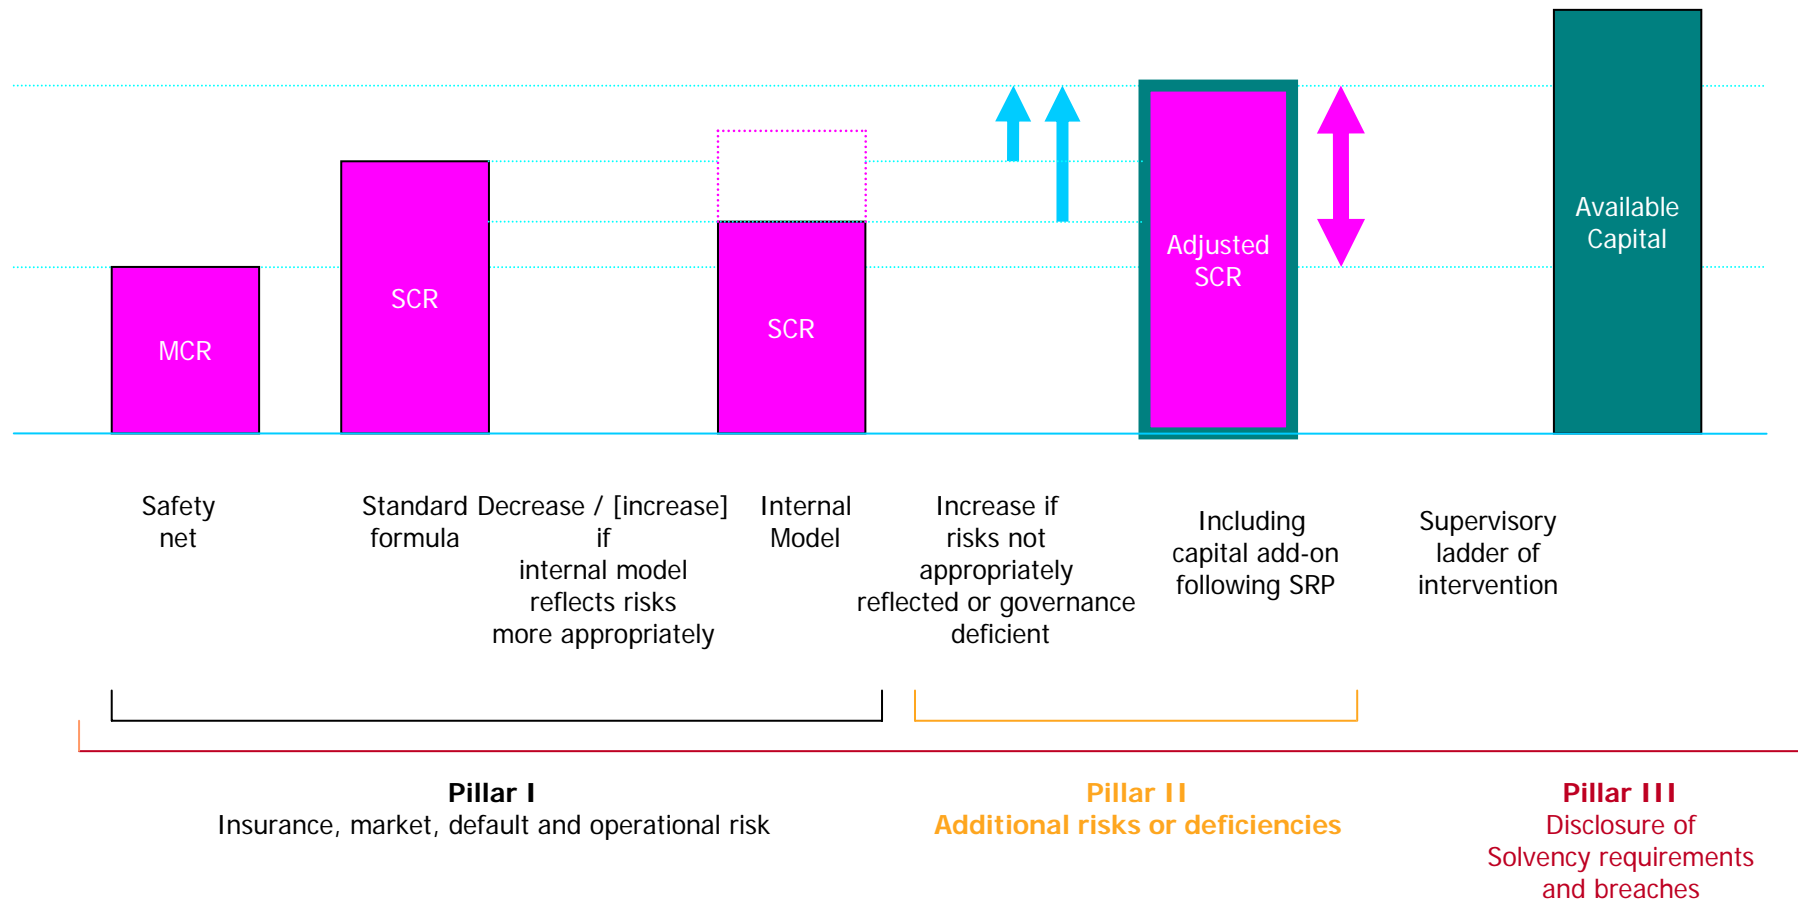 MCR
SCR
SCR
Adjusted
SCR
Available
Capital
Safety
net
Standard
formula
Decrease / [increase]
if
internal model
reflects risks
more appropriately
Internal
Model
Increase if
risks not
appropriately
reflected or governance
deficient
Including
capital add-on
following SRP
Supervisory
ladder of
intervention
Pillar I
Insurance, market, default and operational risk
Pillar II
Additional risks or deficiencies
Pillar III
Disclosure of
Solvency requirements
and breaches